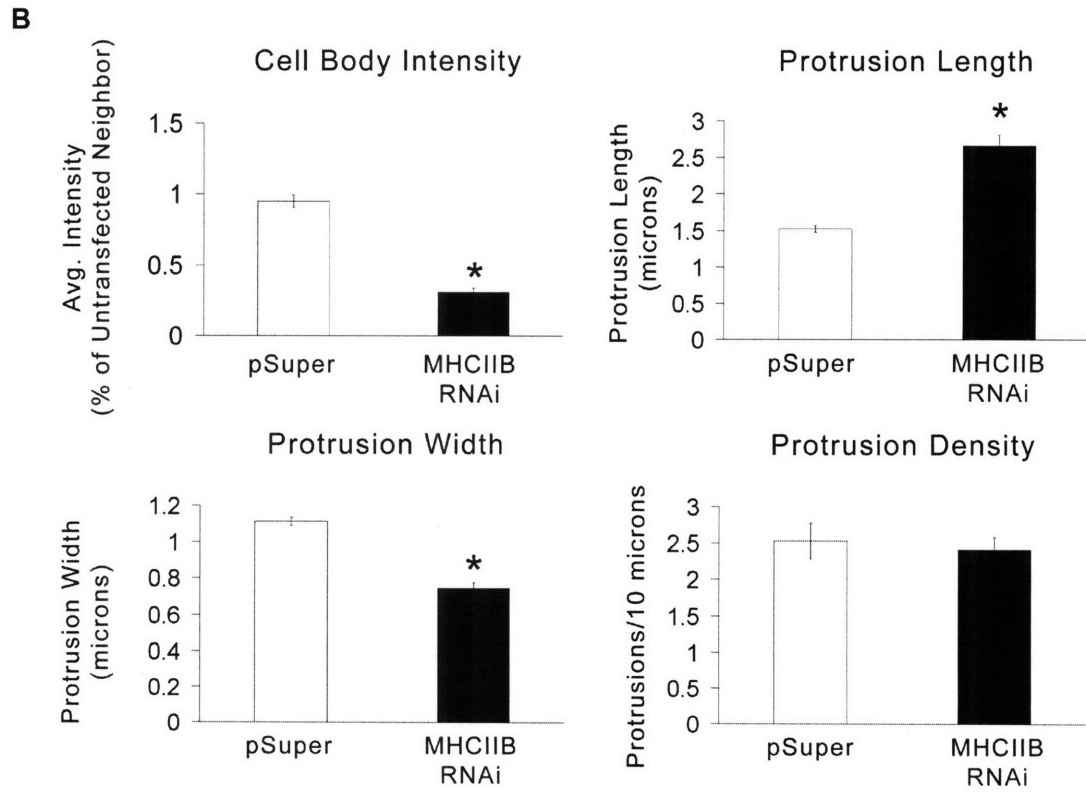 B
Cell Body Intensity
Avg. Intensity
(% of Untransfected Neighbor)
1.5
1
0.5
0
*
pSuper
MHCIIB
RNAi
Protrusion Length
Protrusion Length
(microns)
3
2.5
2
1.5
1
0.5
0
*
pSuper
MHCIIB
RNAi
Protrusion Width
Protrusion Width
(microns)
1.2
1
0.8
0.6
0.4
0.2
0
*
pSuper
MHCIIB
RNAi
Protrusion Density
Protrusions/10 microns
3
2.5
2
1.5
1
0.5
0
pSuper
MHCIIB
RNAi